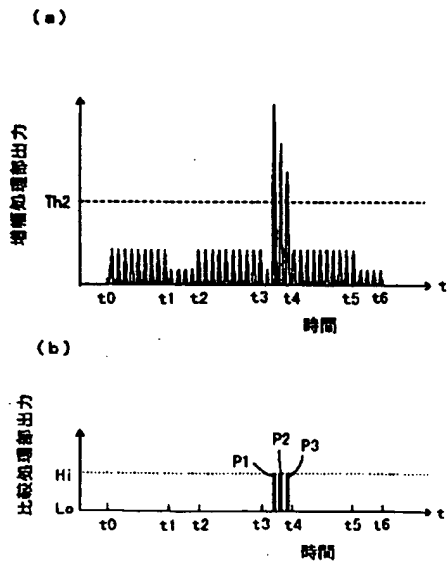 (a)
増幅処理部出力
Th2
t0 t1 t2 t3 t4 t5 t6 t
時間
(b)
比較処理部出力
P1 P2 P3
Hi
Lo
t0 t1 t2 t3 t4 t5 t6 t
時間